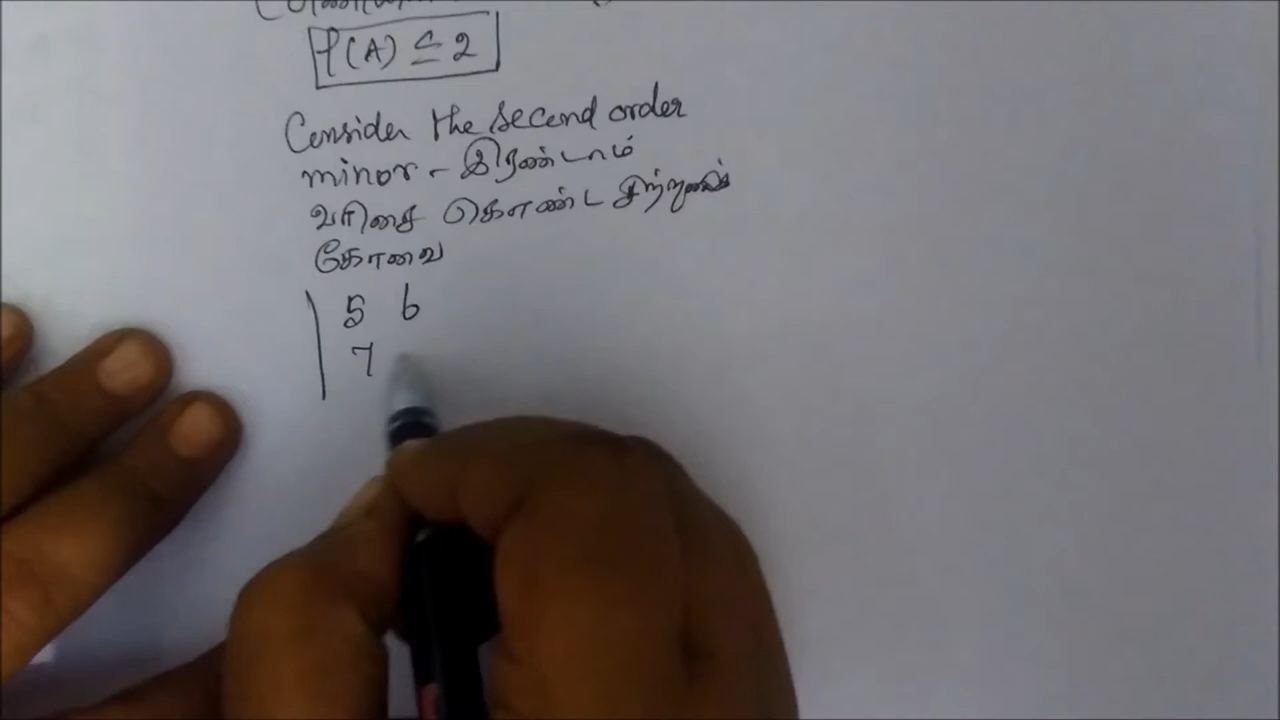 ρ(A) ≤ 2
Consider the second order
minor - இரண்டாம்
வரிசை கொண்ட
கோவை
5 6
7